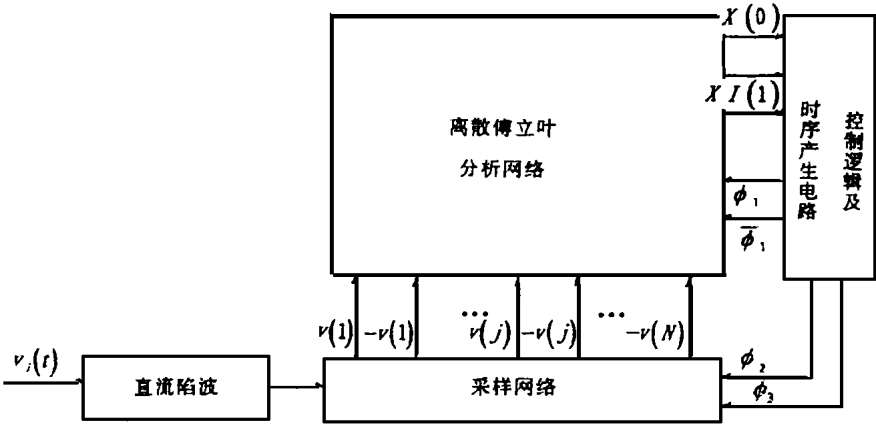 X(0)
XI(1)
离散傅立叶
分析网络
控制逻辑及
时序产生电路
ϕ₁
ϕ̅₁
v(1) -v(1) … v(j) -v(j) … -v(N)
vᵢ(t)
直流陷波
采样网络
ϕ₂
ϕ₃